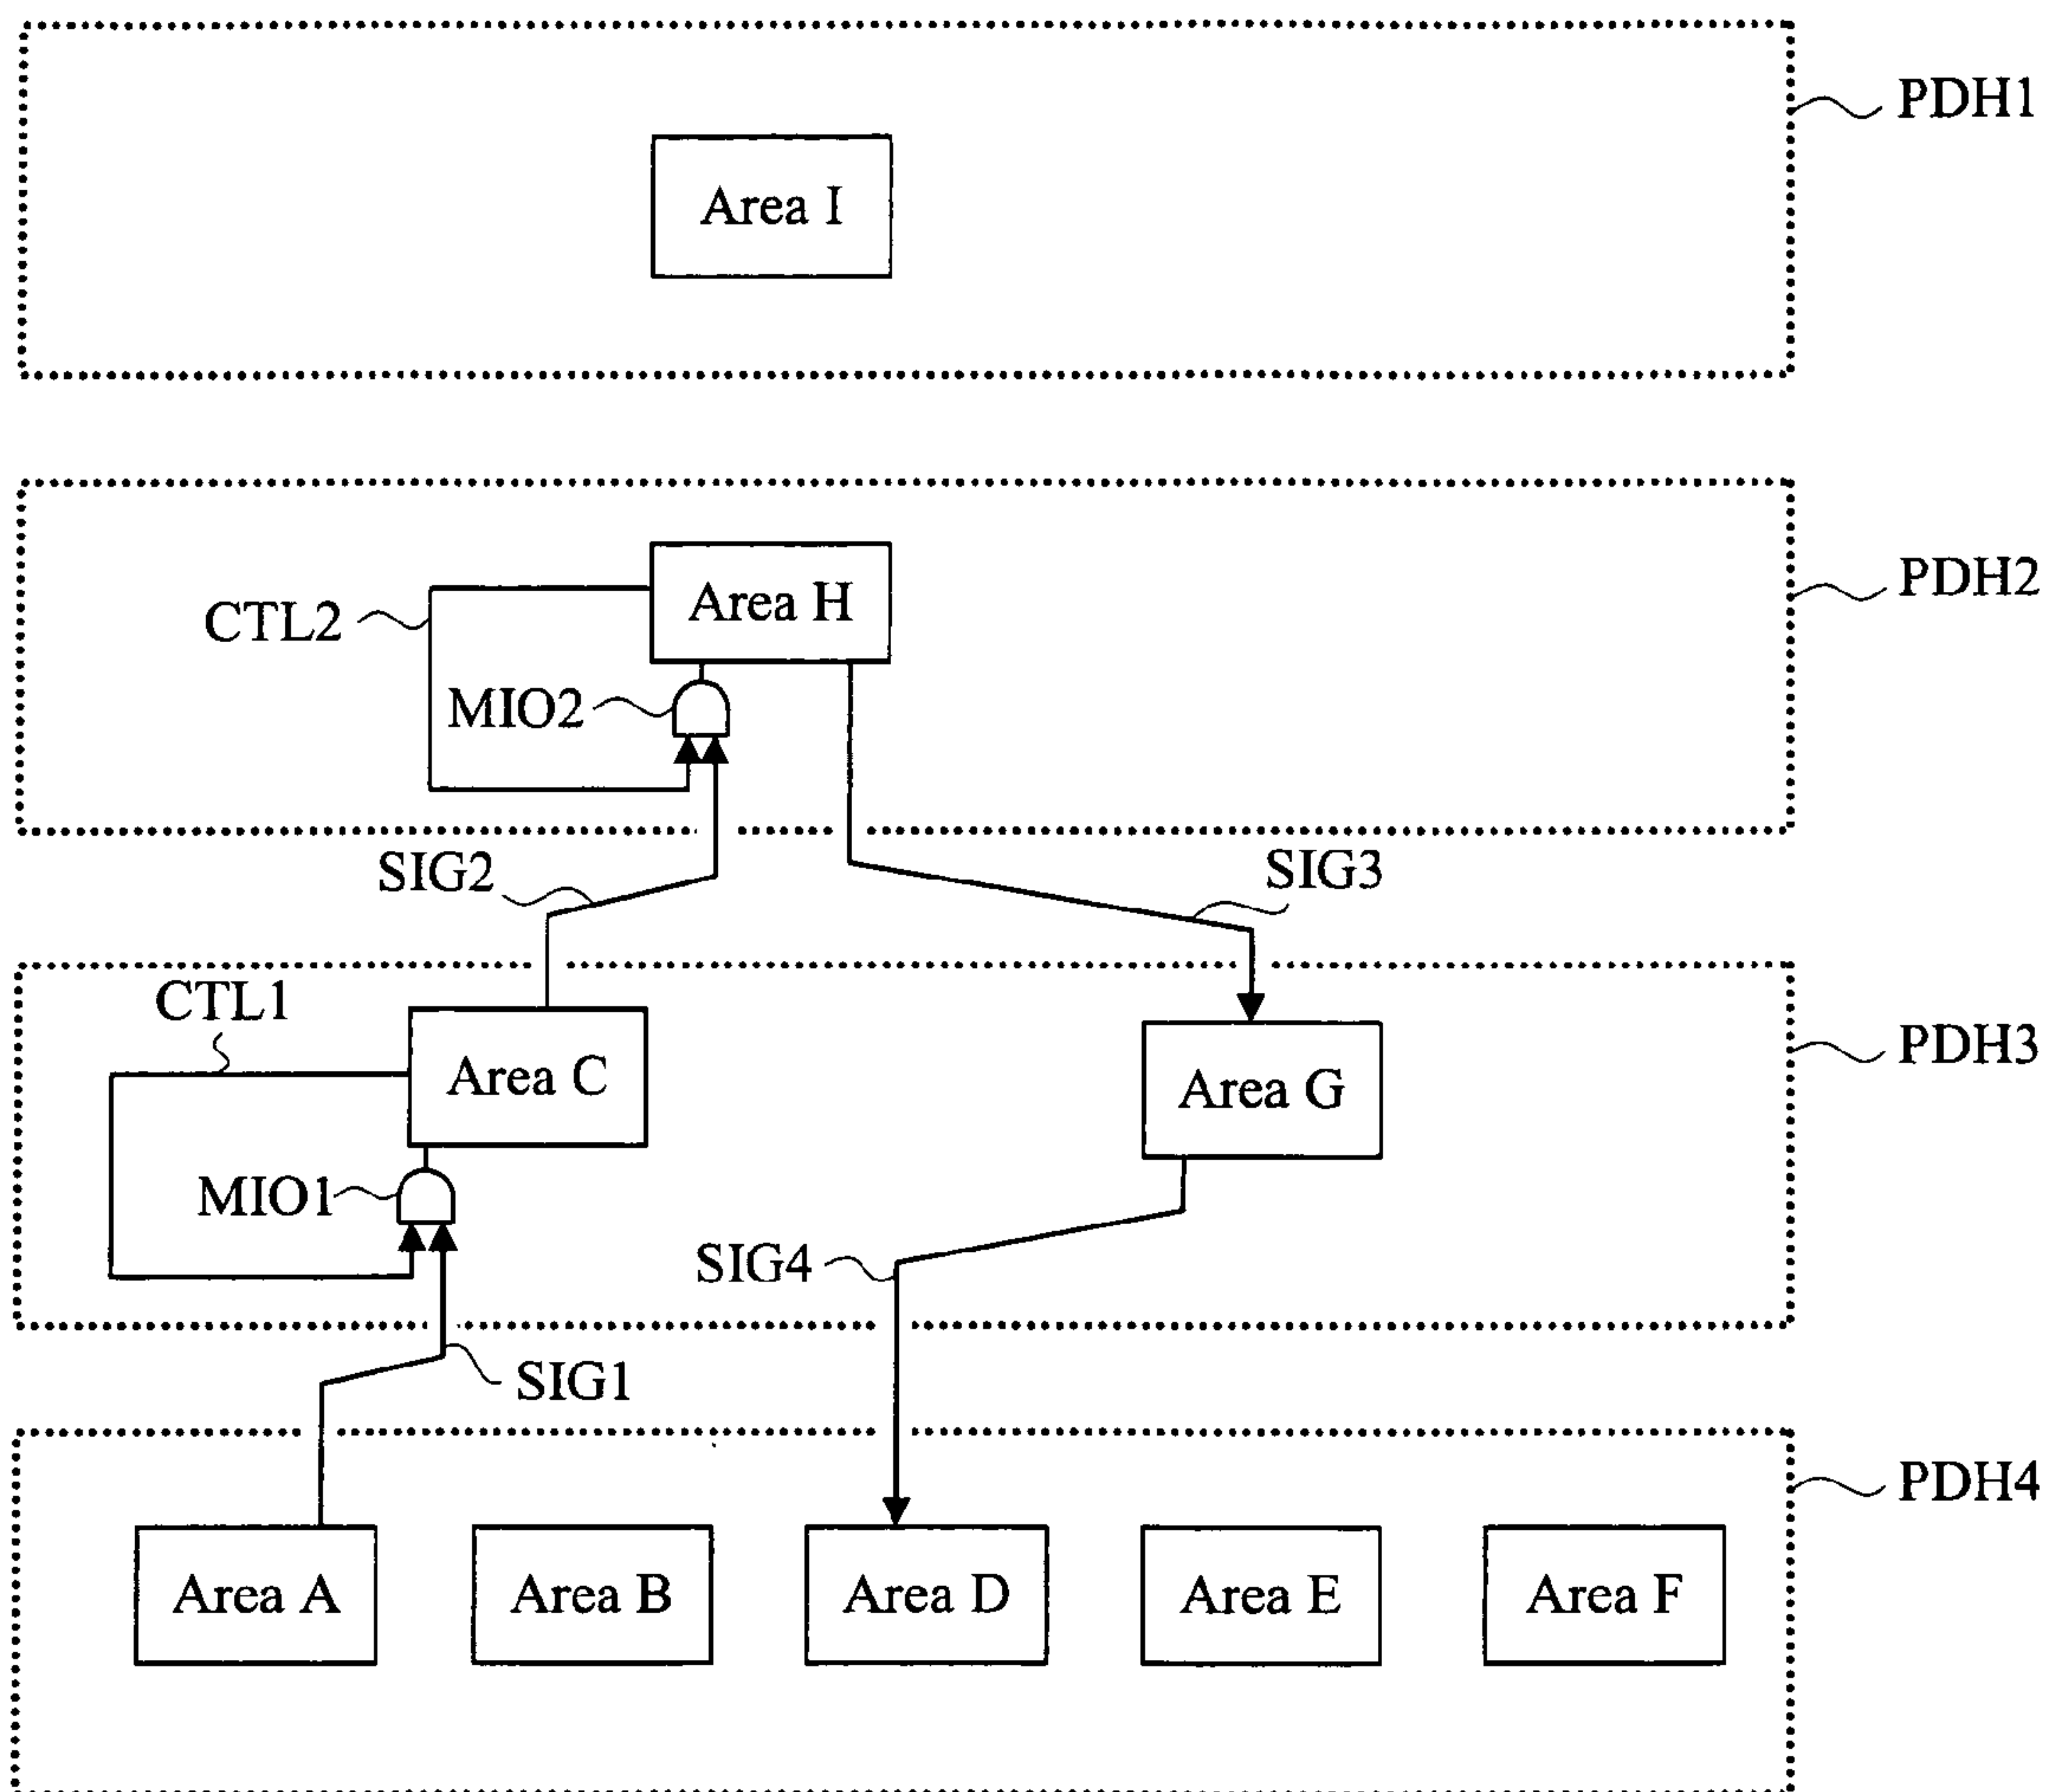 PDH1
Area I
PDH2
Area H
CTL2
MIO2
SIG2
SIG3
CTL1
PDH3
Area C
Area G
MIO1
SIG4
SIG1
PDH4
Area A
Area B
Area D
Area E
Area F